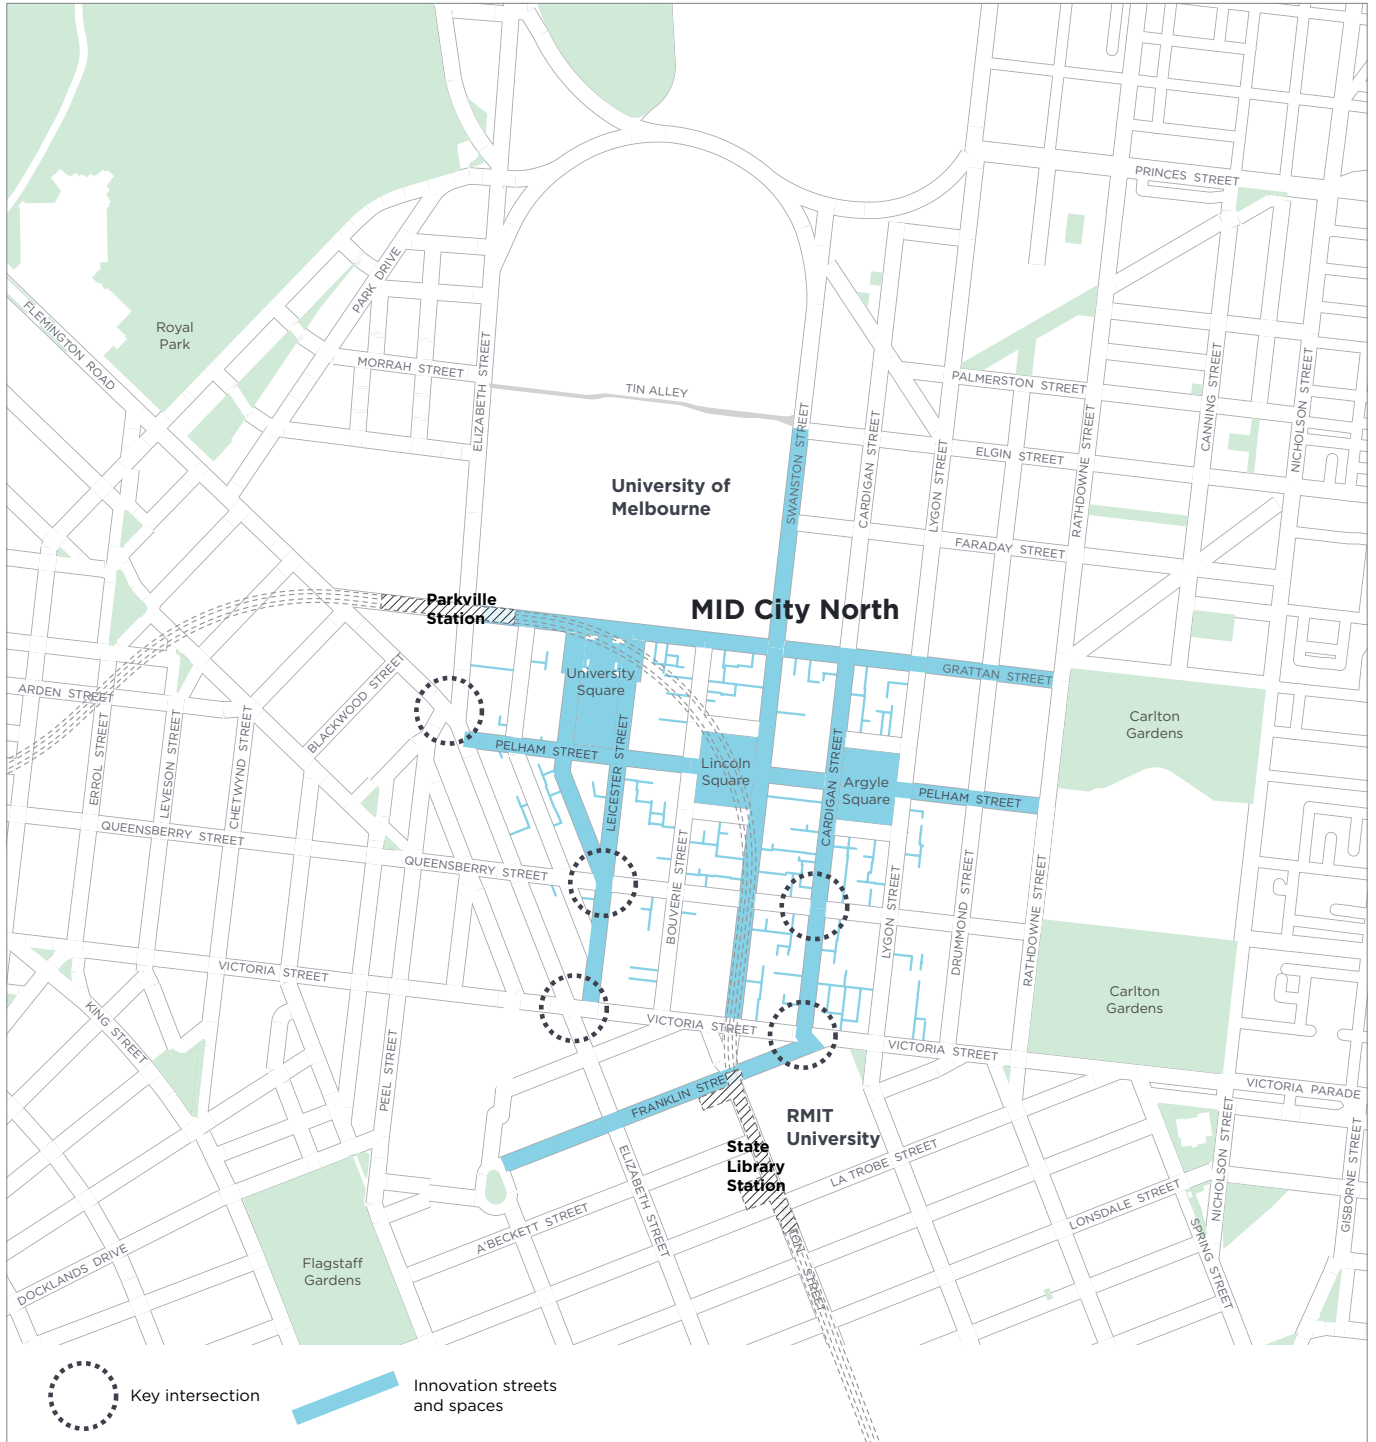 PRINCES STREET
PARK DRIVE
FLEMINGTON ROAD
Royal
Park
MORRAH STREET
ELIZABETH STREET
TIN ALLEY
PALMERSTON STREET
CANNING STREET
NICHOLSON STREET
SWANSTON STREET
CARDIGAN STREET
LYGON STREET
ELGIN STREET
RATHDOWNE STREET
University of
Melbourne
FARADAY STREET
Parkville
Station
MID City North
GRATTAN STREET
University
Square
ARDEN STREET
BLACKWOOD STREET
ERROL STREET
LEVESON STREET
CHETWYND STREET
PELHAM STREET
LEICESTER STREET
Lincoln
Square
CARDIGAN STREET
Argyle
Square
PELHAM STREET
Carlton
Gardens
QUEENSBERRY STREET
QUEENSBERRY STREET
BOUVERIE STREET
LYGON STREET
DRUMMOND STREET
RATHDOWNE STREET
VICTORIA STREET
KING STREET
PEEL STREET
VICTORIA STREET
VICTORIA STREET
Carlton
Gardens
VICTORIA PARADE
FRANKLIN STREE
RMIT
University
State
Library
Station
ELIZABETH STREET
LA TROBE STREET
NICHOLSON STREET
GISBORNE STREET
A'BECKETT STREET
LONSDALE STREET
SPRING STREET
TON STREET
DOCKLANDS DRIVE
Flagstaff
Gardens
Key intersection
Innovation streets
and spaces